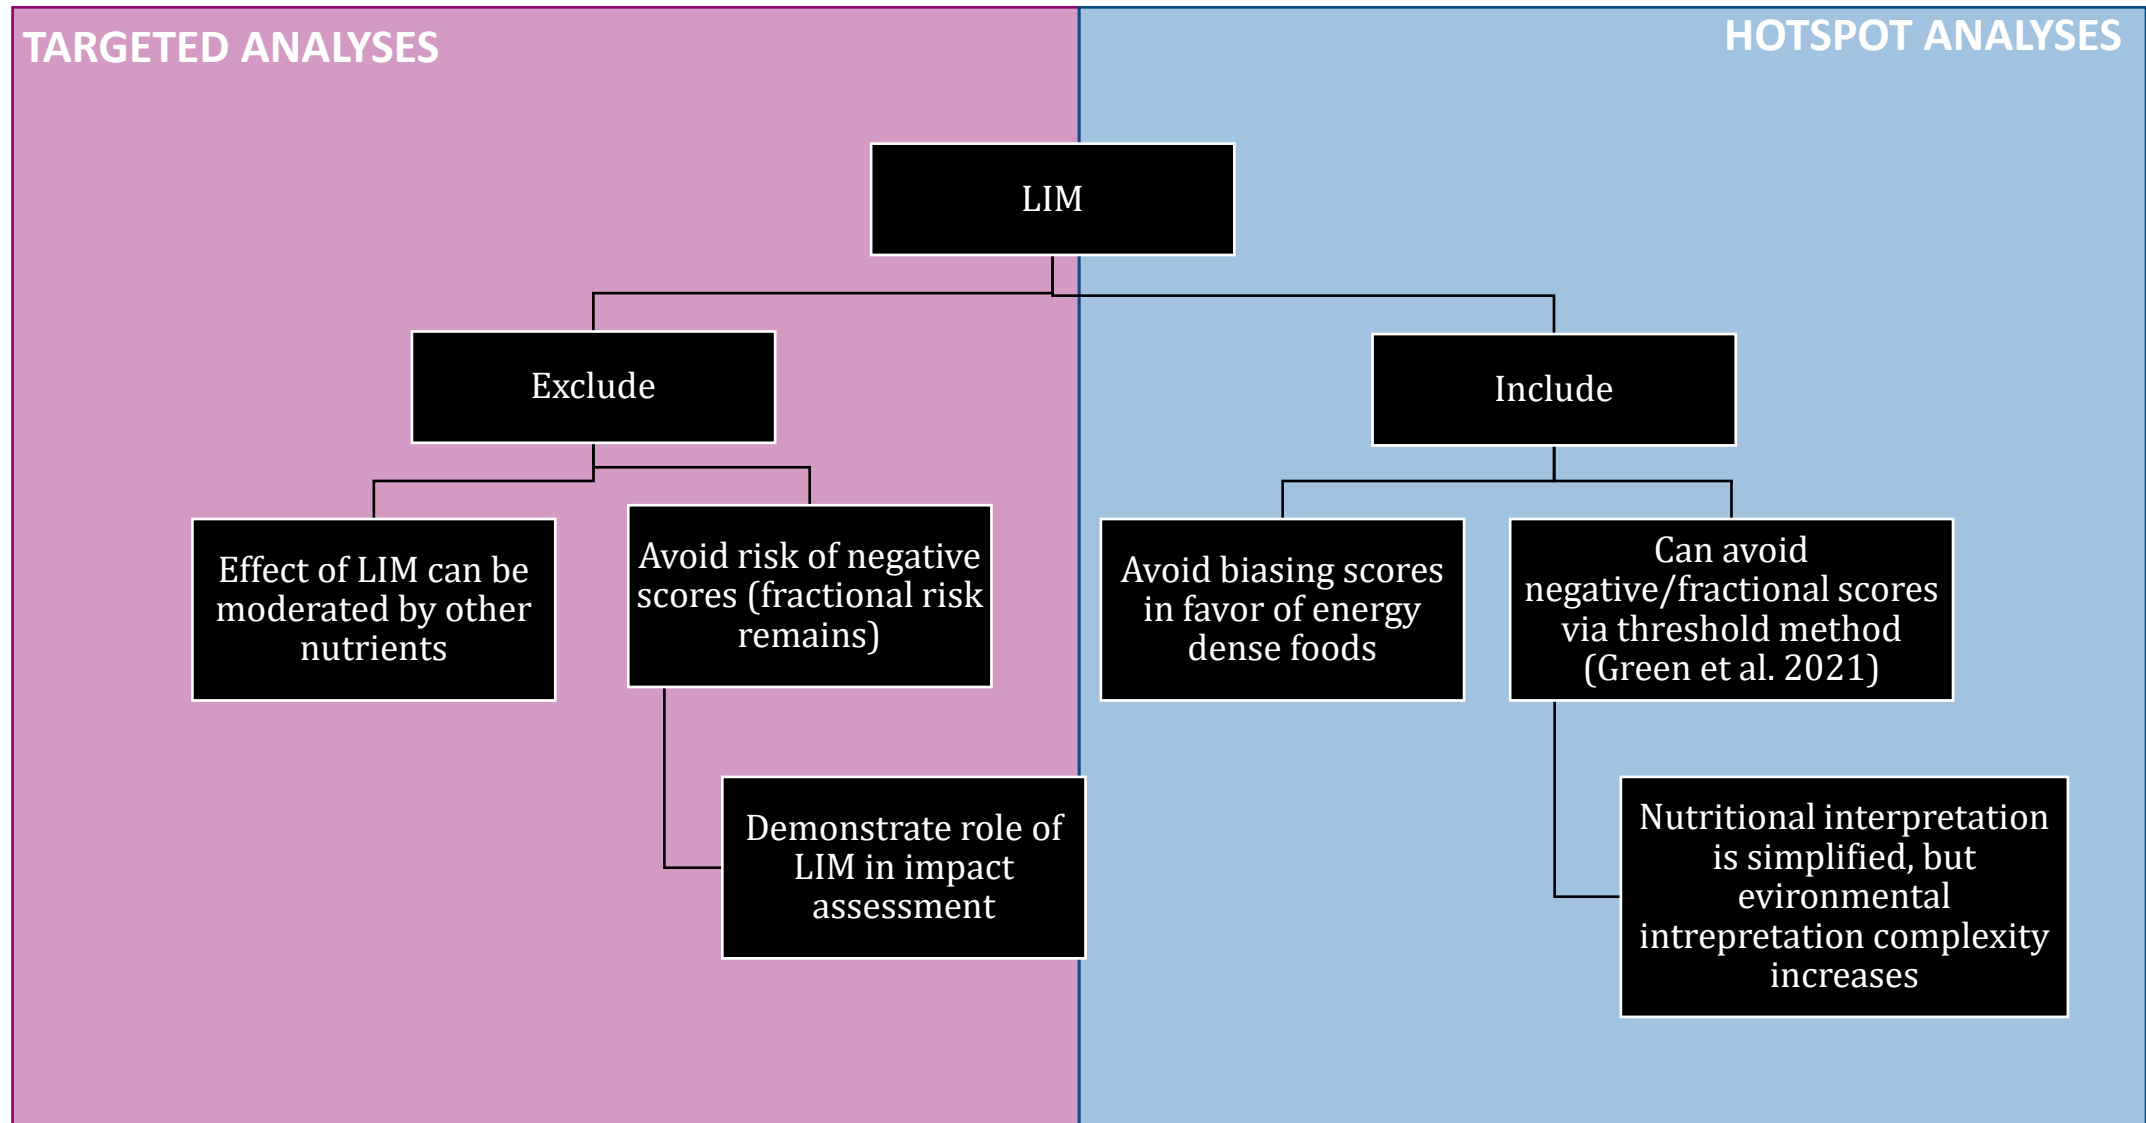 TARGETED ANALYSES
HOTSPOT ANALYSES
LIM
Exclude
Include
Effect of LIM can be
moderated by other
nutrients
Avoid risk of negative
scores (fractional risk
remains)
Avoid biasing scores
in favor of energy
dense foods
Can avoid
negative/fractional scores
via threshold method
(Green et al. 2021)
Demonstrate role of
LIM in impact
assessment
Nutritional interpretation
is simplified, but
evironmental
intrepretation complexity
increases